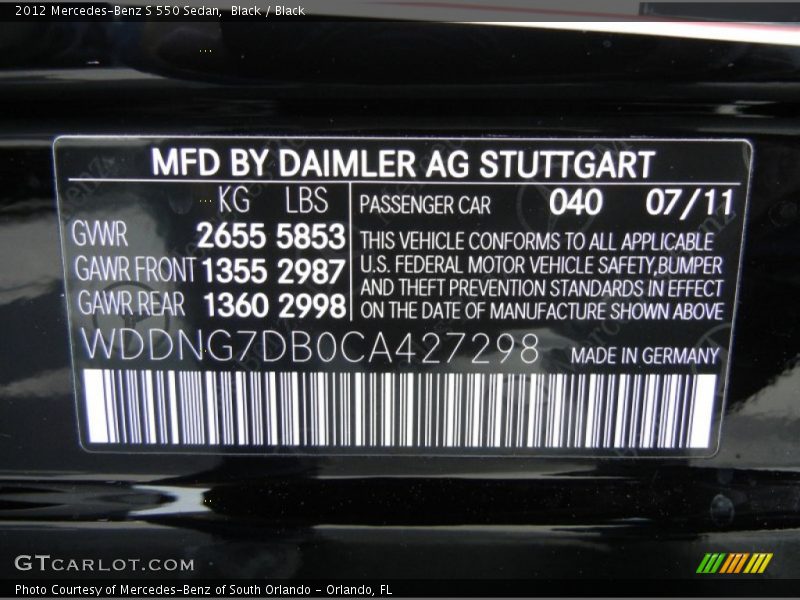 2012 Mercedes-Benz S 550 Sedan,  Black / Black
MFD BY DAIMLER AG STUTTGART
KG LBS
PASSENGER CAR 040 07/11
GVWR 2655 5853
GAWR FRONT 1355 2987
GAWR REAR 1360 2998
THIS VEHICLE CONFORMS TO ALL APPLICABLE
U.S. FEDERAL MOTOR VEHICLE SAFETY,BUMPER
AND THEFT PREVENTION STANDARDS IN EFFECT
ON THE DATE OF MANUFACTURE SHOWN ABOVE
WDDNG7DB0CA427298
MADE IN GERMANY
GTCARLOT.COM
Photo Courtesy of Mercedes-Benz of South Orlando - Orlando, FL